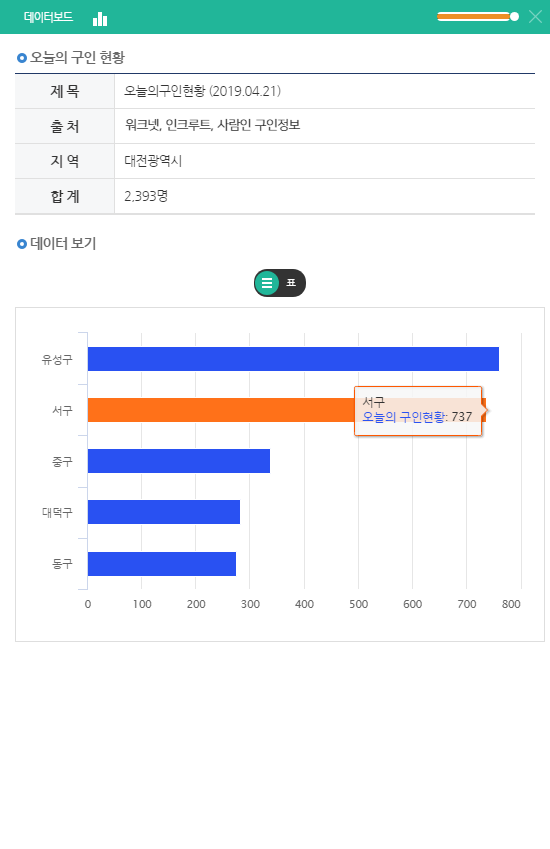 데이터보드
오늘의 구인 현황
제 목 오늘의구인현황 (2019.04.21)
출 처 워크넷, 인크루트, 사람인 구인정보
지 역 대전광역시
합 계 2,393명
데이터 보기
표
유성구
서구
서구
오늘의 구인현황: 737
중구
대덕구
동구
0 100 200 300 400 500 600 700 800